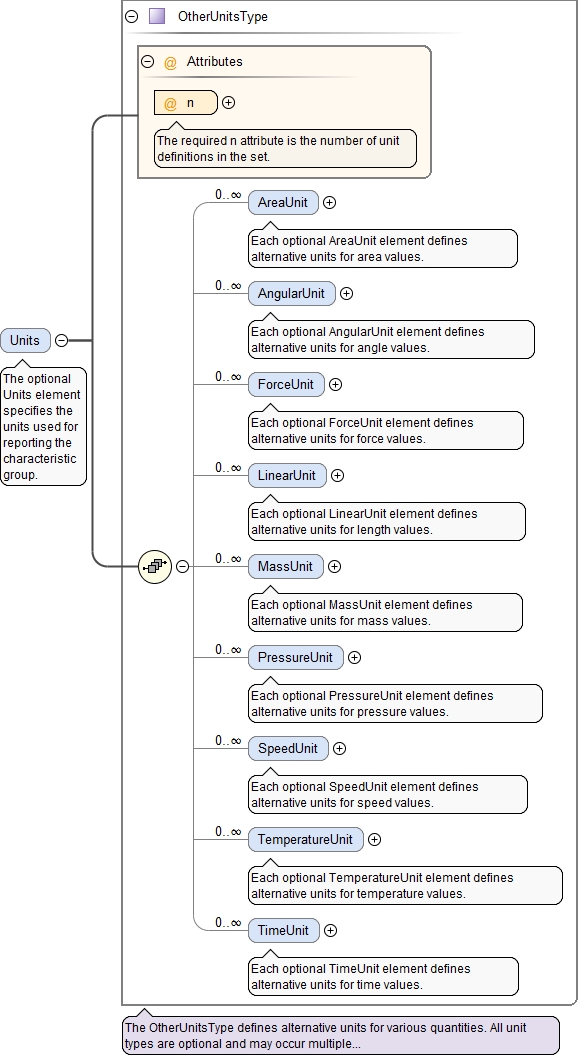 OtherUnitsType
@ Attributes
@ n
The required n attribute is the number of unit
definitions in the set.
0..∞
AreaUnit
Each optional AreaUnit element defines
alternative units for area values.
0..∞
AngularUnit
Each optional AngularUnit element defines
alternative units for angle values.
Units
The optional
Units element
specifies the
units used for
reporting the
characteristic
group.
0..∞
ForceUnit
Each optional ForceUnit element defines
alternative units for force values.
0..∞
LinearUnit
Each optional LinearUnit element defines
alternative units for length values.
0..∞
MassUnit
Each optional MassUnit element defines
alternative units for mass values.
0..∞
PressureUnit
Each optional PressureUnit element defines
alternative units for pressure values.
0..∞
SpeedUnit
Each optional SpeedUnit element defines
alternative units for speed values.
0..∞
TemperatureUnit
Each optional TemperatureUnit element defines
alternative units for temperature values.
0..∞
TimeUnit
Each optional TimeUnit element defines
alternative units for time values.
The OtherUnitsType defines alternative units for various quantities. All unit
types are optional and may occur multiple...